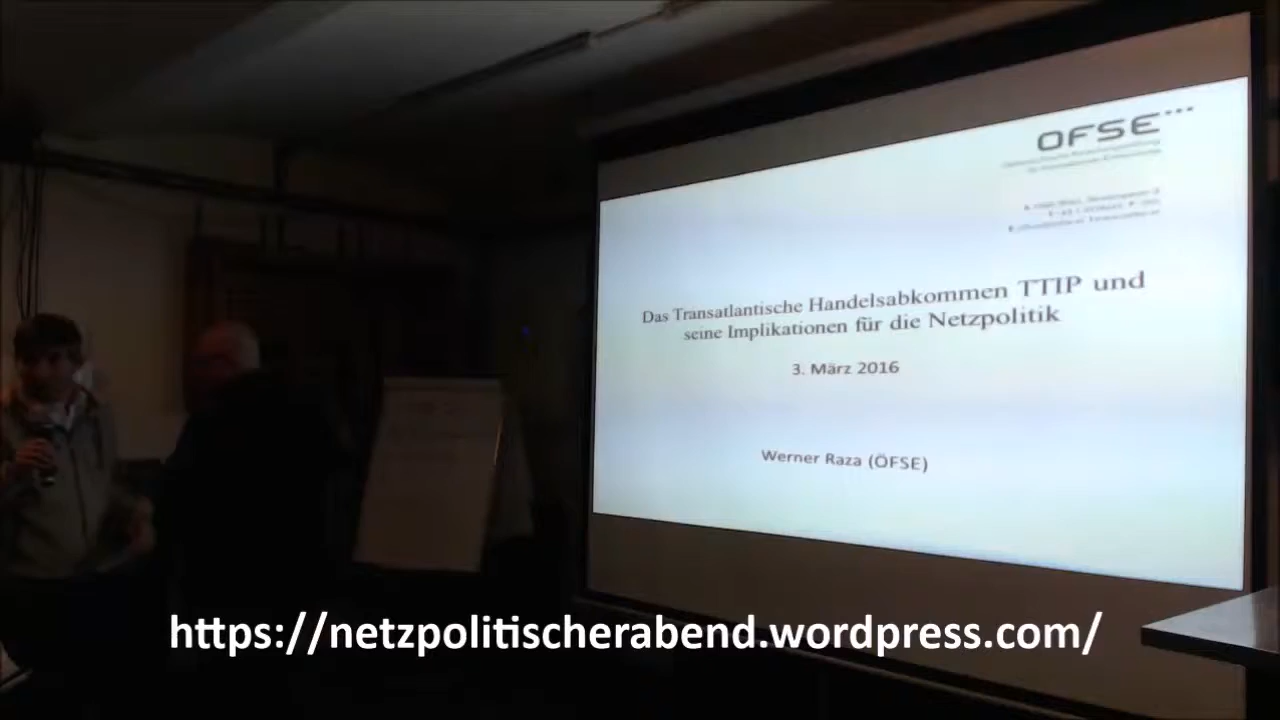 ÖFSE
Das Transatlantische Handelsabkommen TTIP und
seine Implikationen für die Netzpolitik
3. März 2016
Werner Raza (ÖFSE)
https://netzpolitischerabend.wordpress.com/